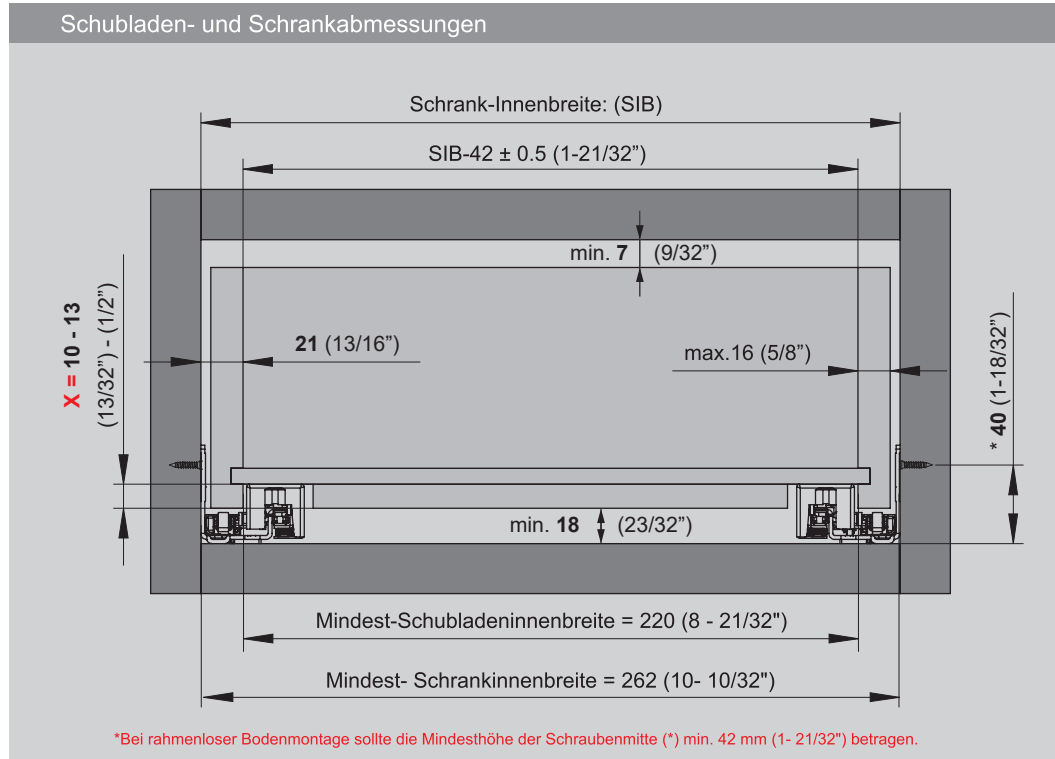 Schubladen- und Schrankabmessungen
Schrank-Innenbreite: (SIB)
SIB-42 ± 0.5 (1-21/32”)
min. 7 (9/32”)
X = 10 - 13
(13/32”) - (1/2”)
21 (13/16”)
max.16 (5/8”)
* 40 (1-18/32”)
min. 18 (23/32”)
Mindest-Schubladeninnenbreite = 220 (8 - 21/32")
Mindest- Schrankinnenbreite = 262 (10- 10/32")
*Bei rahmenloser Bodenmontage sollte die Mindesthöhe der Schraubenmitte (*) min. 42 mm (1- 21/32") betragen.